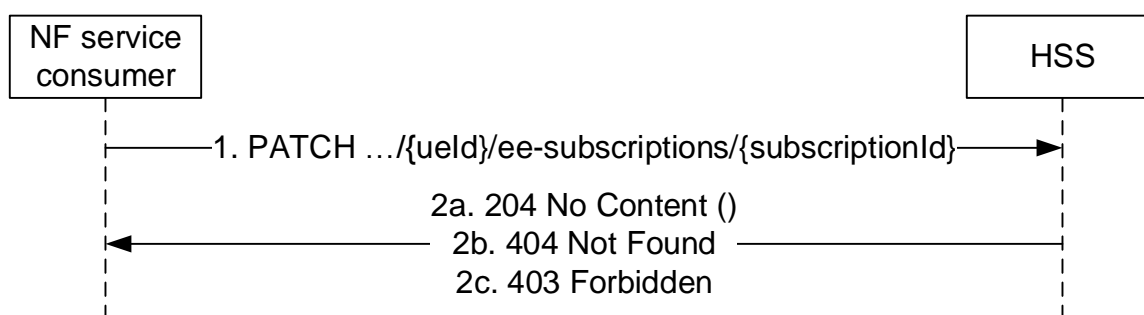 NF service
consumer
HSS
1. PATCH …/{ueId}/ee-subscriptions/{subscriptionId}
2a. 204 No Content ()
2b. 404 Not Found
2c. 403 Forbidden